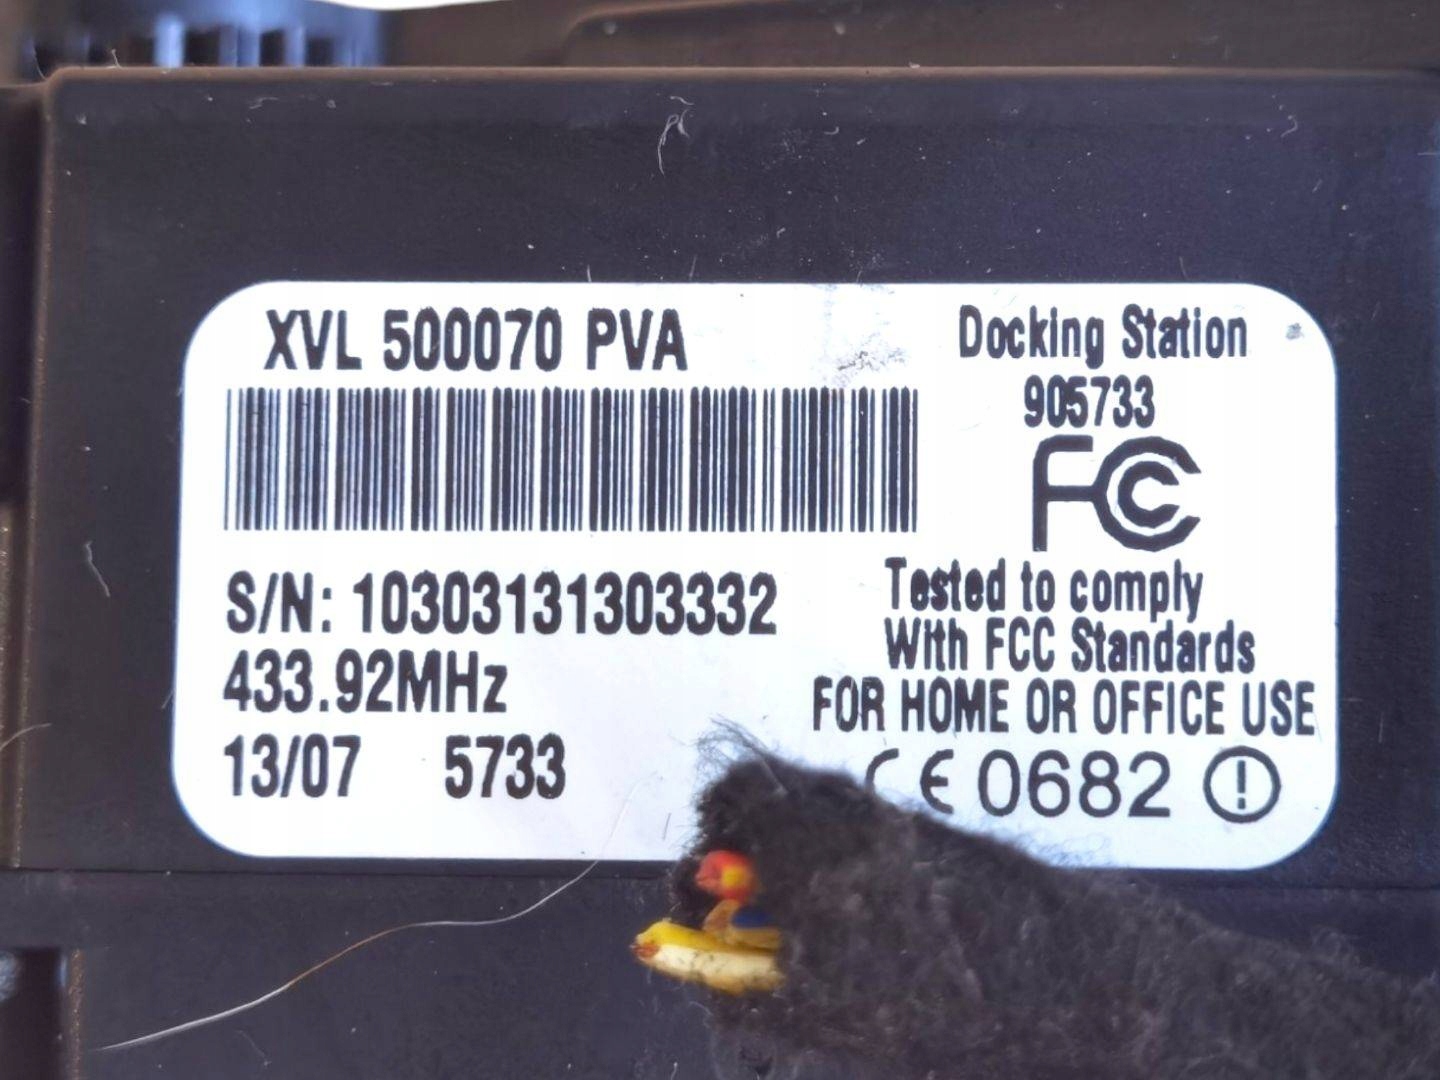 XVL 500070 PVA
S/N: 10303131303332
433.92MHz
13/07 5733
Docking Station
905733
FC
Tested to comply
With FCC Standards
FOR HOME OR OFFICE USE
CE 0682